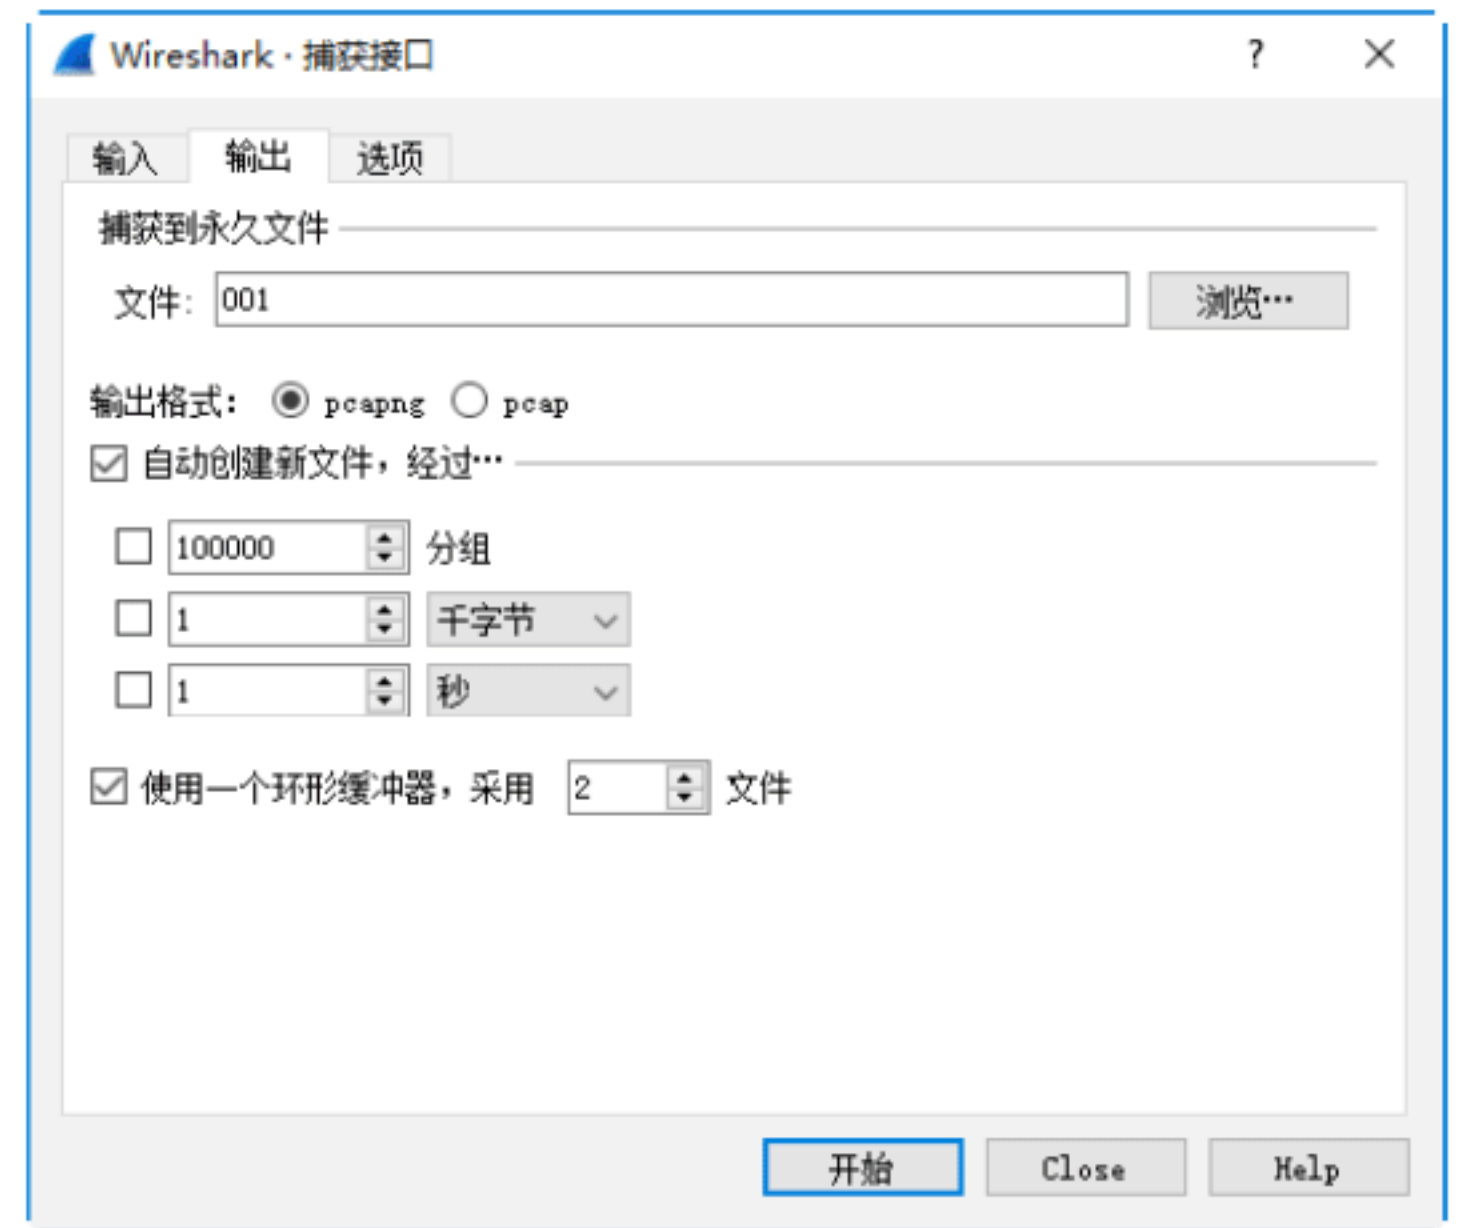 Wireshark · 捕获接口 ?
输入 输出 选项
捕获到永久文件
文件: 001 浏览…
输出格式: pcapng pcap
自动创建新文件，经过…
100000 分组
1 千字节
1 秒
使用一个环形缓冲器，采用 2 文件
开始 Close Help